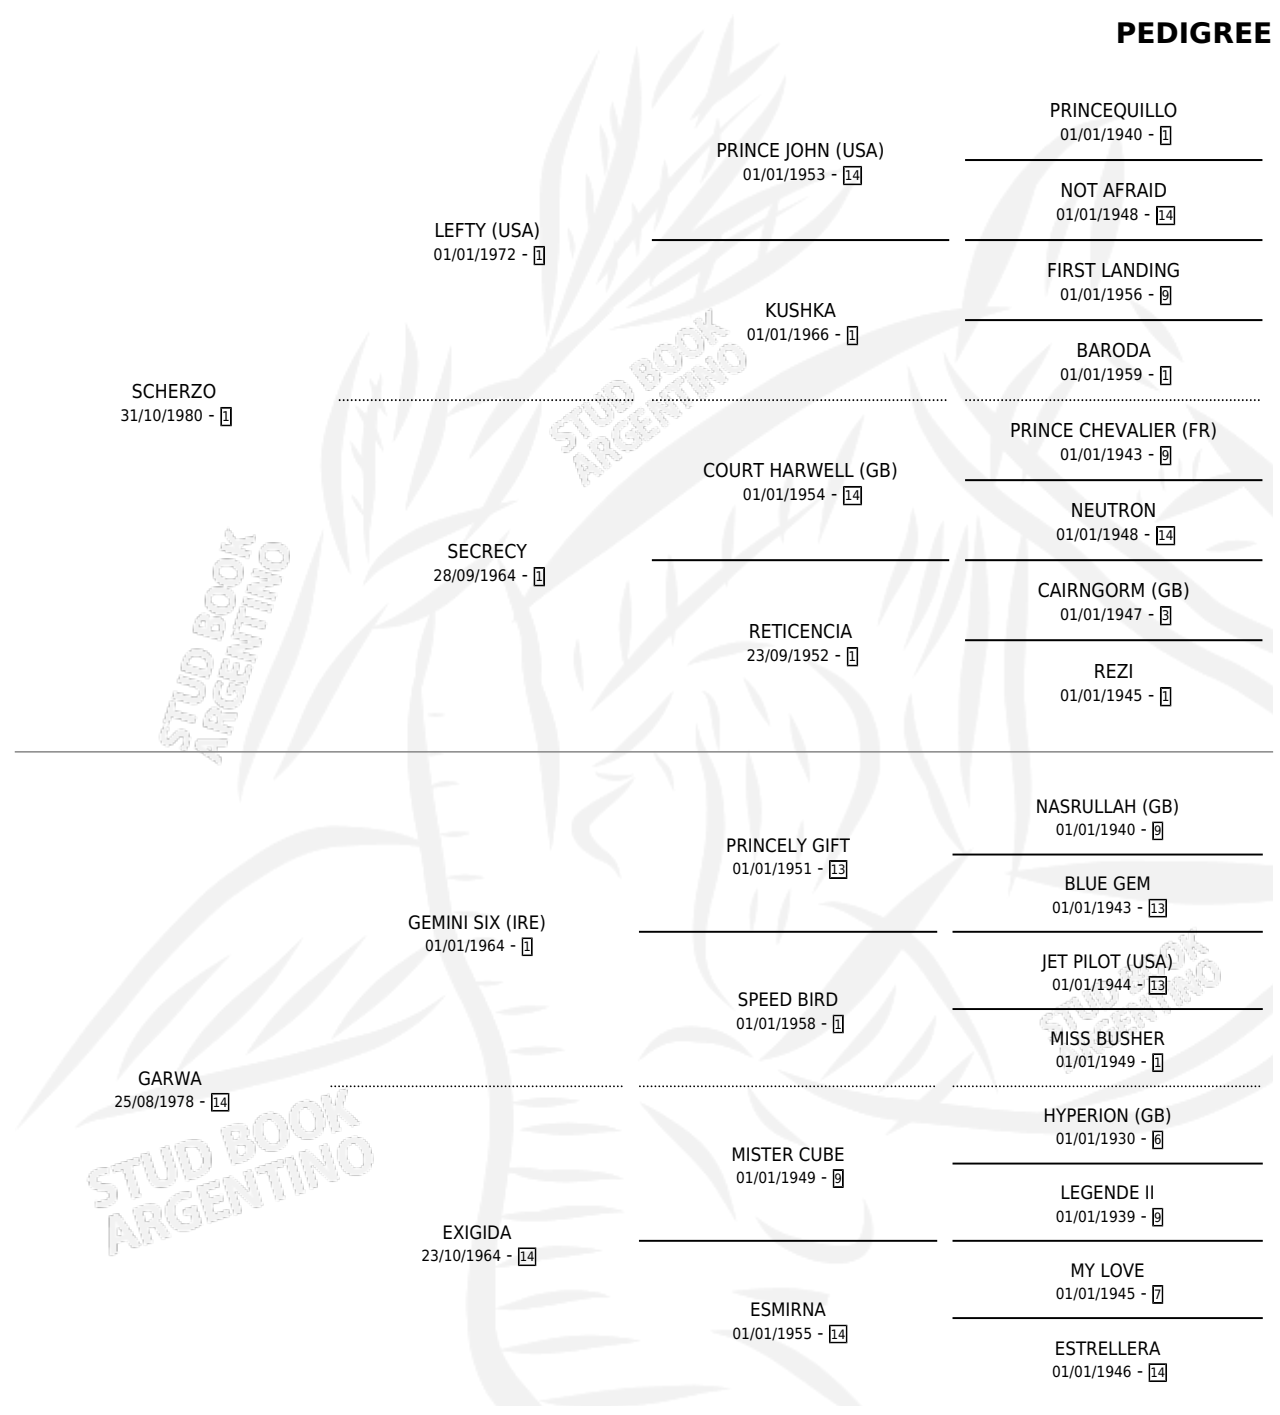 PEDIGREE
PRINCEQUILLO
01/01/1940 - 1
PRINCE JOHN (USA)
01/01/1953 - 14
NOT AFRAID
01/01/1948 - 14
LEFTY (USA)
01/01/1972 - 1
FIRST LANDING
01/01/1956 - 9
KUSHKA
01/01/1966 - 1
BARODA
01/01/1959 - 1
SCHERZO
31/10/1980 - 1
STUD BOOK
ARGENTINO
PRINCE CHEVALIER (FR)
01/01/1943 - 9
COURT HARWELL (GB)
01/01/1954 - 14
NEUTRON
01/01/1948 - 14
SECRECY
28/09/1964 - 1
CAIRNGORM (GB)
01/01/1947 - 3
RETICENCIA
23/09/1952 - 1
REZI
01/01/1945 - 1
STUD BOOK
ARGENTINO
NASRULLAH (GB)
01/01/1940 - 9
PRINCELY GIFT
01/01/1951 - 13
BLUE GEM
01/01/1943 - 13
GEMINI SIX (IRE)
01/01/1964 - 1
JET PILOT (USA)
01/01/1944 - 13
SPEED BIRD
01/01/1958 - 1
STUD BOOK
ARGENTINO
MISS BUSHER
01/01/1949 - 1
GARWA
25/08/1978 - 14
HYPERION (GB)
01/01/1930 - 6
MISTER CUBE
01/01/1949 - 9
LEGENDE II
01/01/1939 - 9
STUD BOOK
ARGENTINO
EXIGIDA
23/10/1964 - 14
MY LOVE
01/01/1945 - 7
ESMIRNA
01/01/1955 - 14
ESTRELLERA
01/01/1946 - 14